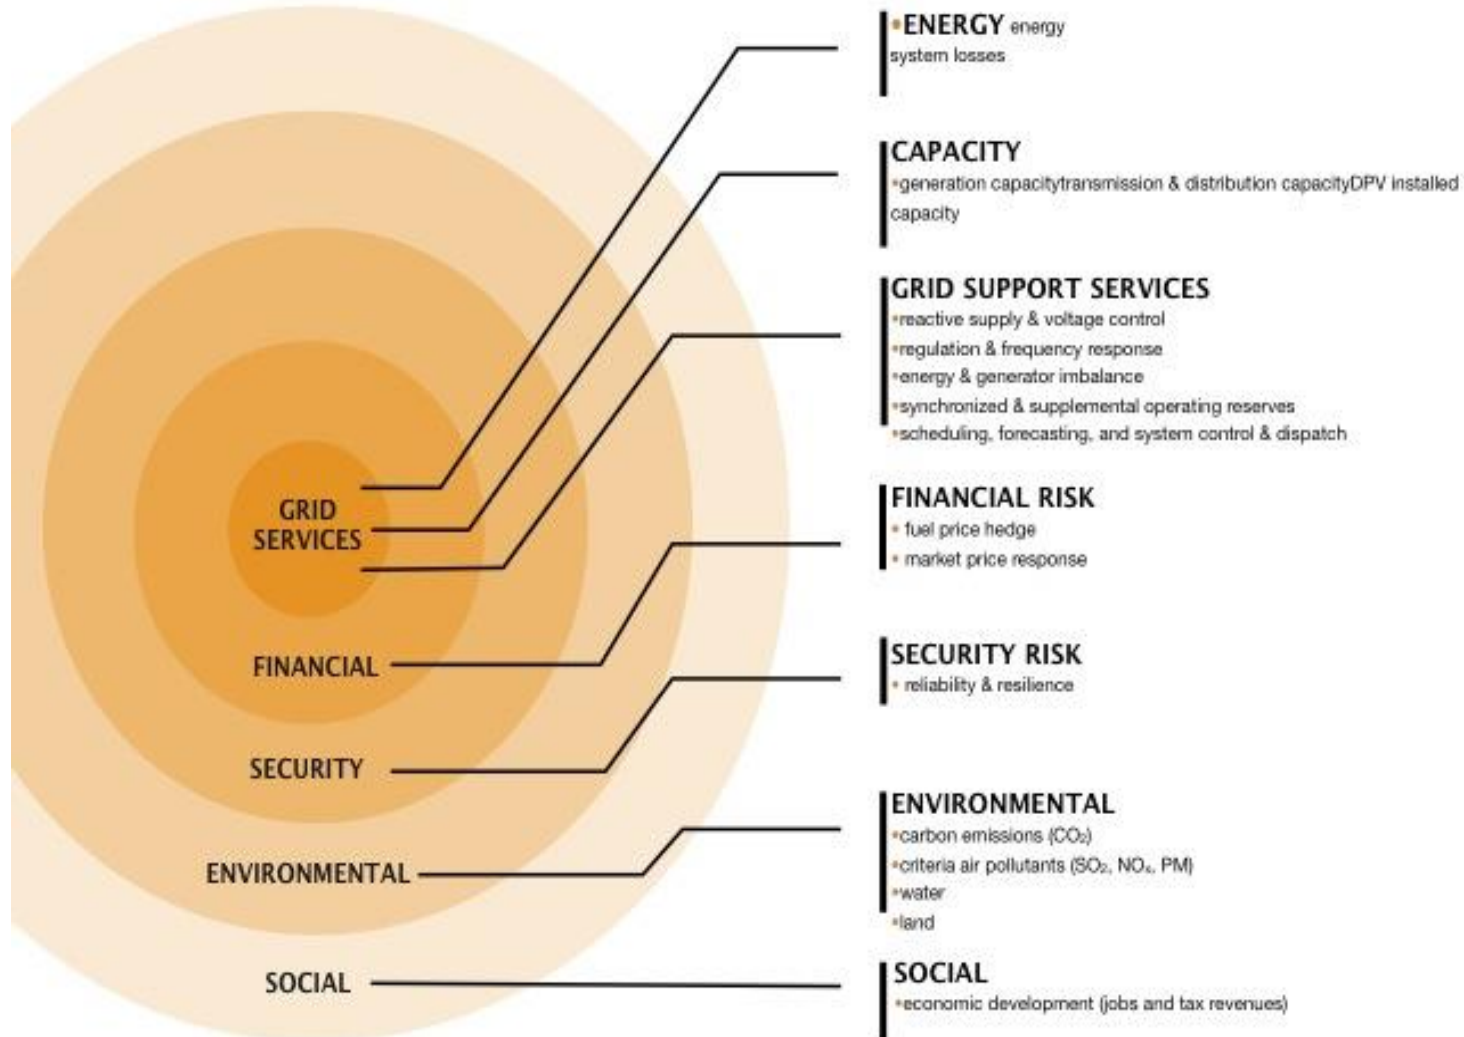 •ENERGY energy
system losses
CAPACITY
•generation capacitytransmission & distribution capacityDPV installed
capacity
GRID SUPPORT SERVICES
•reactive supply & voltage control
•regulation & frequency response
•energy & generator imbalance
•synchronized & supplemental operating reserves
•scheduling, forecasting, and system control & dispatch
GRID
SERVICES
FINANCIAL RISK
• fuel price hedge
• market price response
FINANCIAL
SECURITY RISK
• reliability & resilience
SECURITY
ENVIRONMENTAL
•carbon emissions (CO₂)
•criteria air pollutants (SO₂, NOₓ, PM)
•water
•land
ENVIRONMENTAL
SOCIAL
SOCIAL
•economic development (jobs and tax revenues)